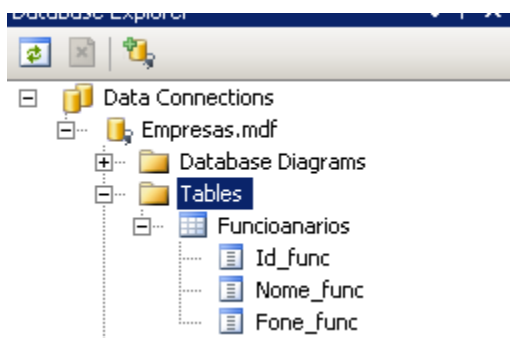 Database Explorer
Data Connections
Empresas.mdf
Database Diagrams
Tables
Funcioanarios
Id_func
Nome_func
Fone_func